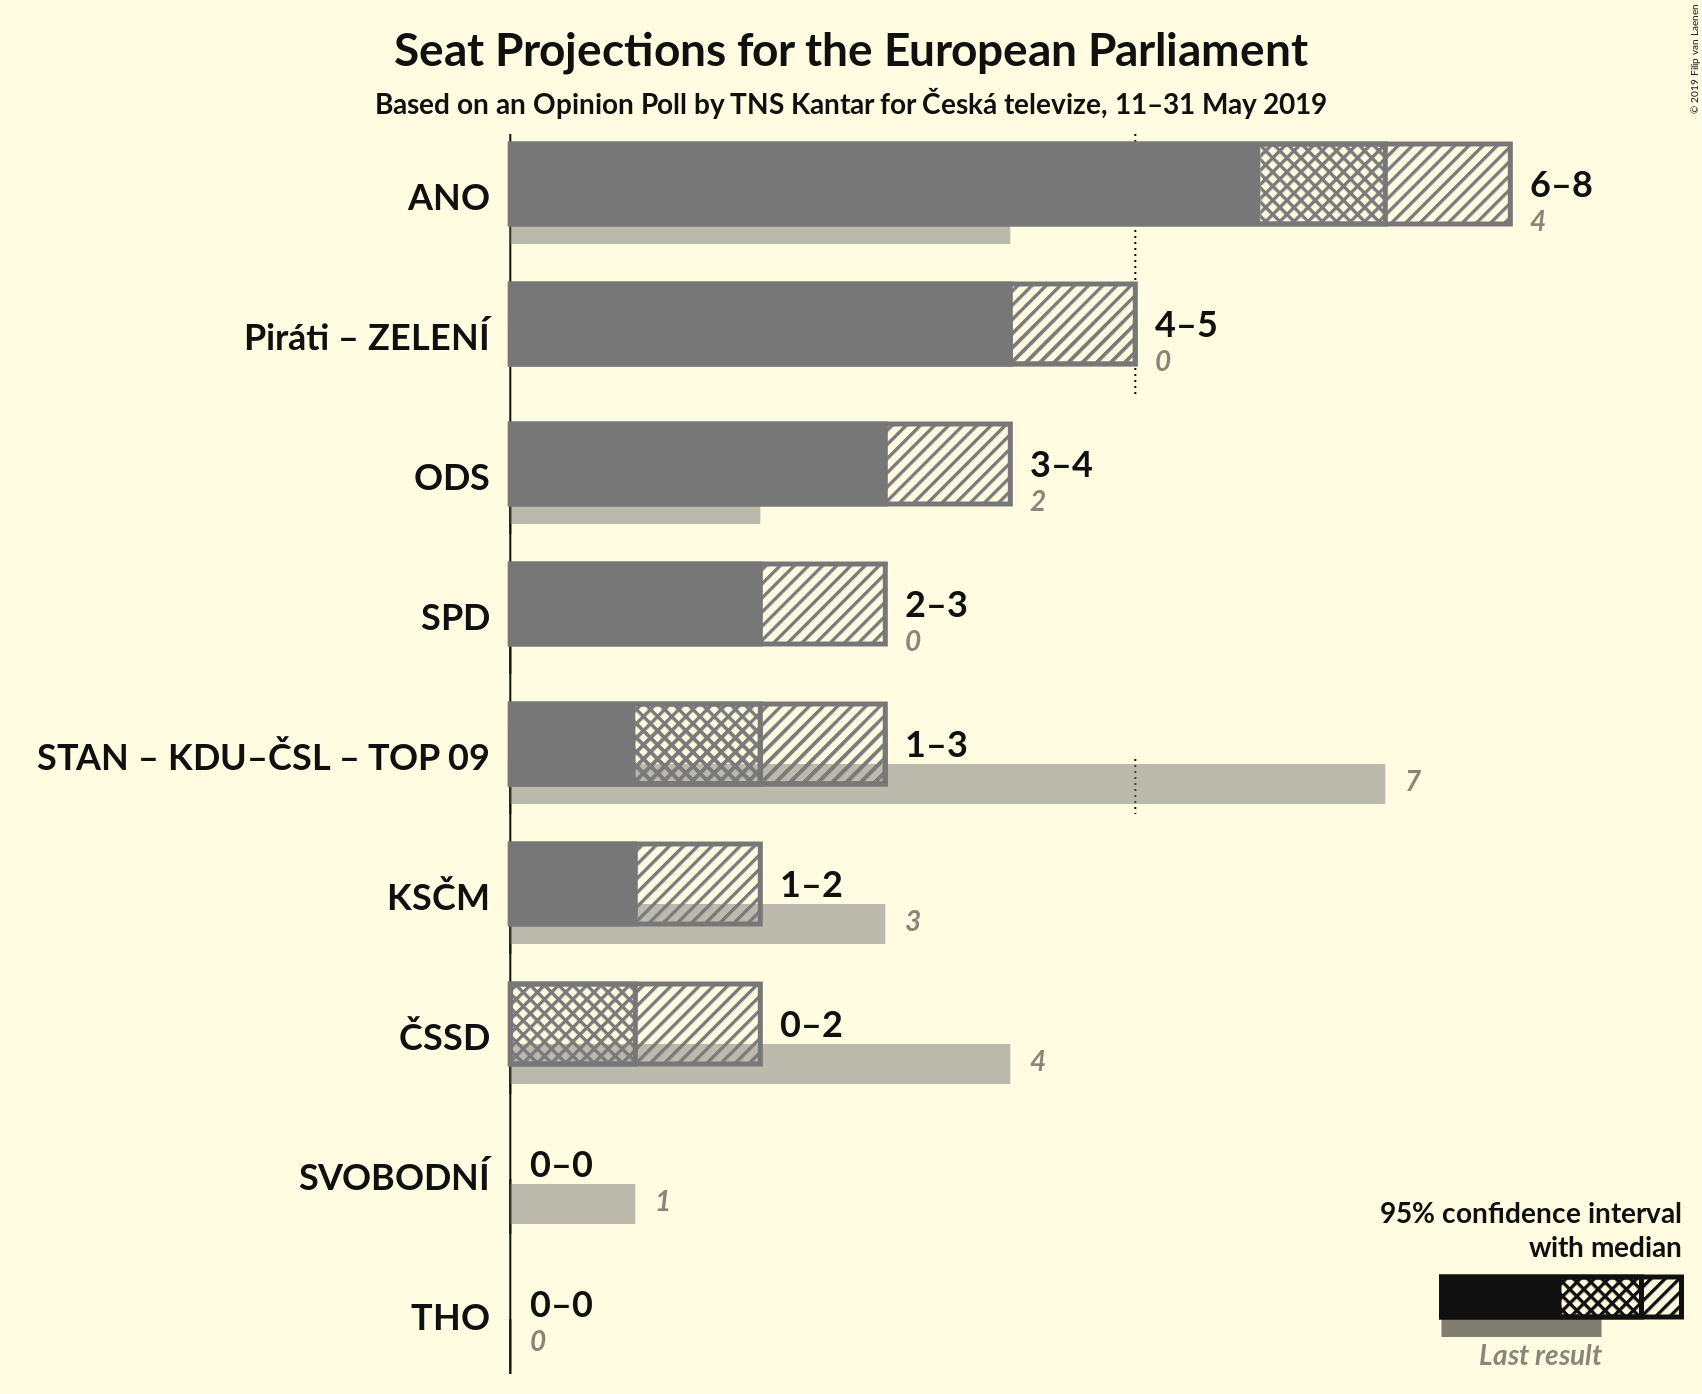 Seat Projections for the European Parliament
Based on an Opinion Poll by TNS Kantar for Česká televize, 11–31 May 2019
© 2019 Filip van Laenen
ANO
6–8
4
Piráti – ZELENÍ
4–5
0
ODS
3–4
2
SPD
2–3
0
STAN – KDU–ČSL – TOP 09
1–3
7
KSČM
1–2
3
ČSSD
0–2
4
SVOBODNÍ
0–0
1
THO
0–0
0
95% confidence interval
with median
Last result